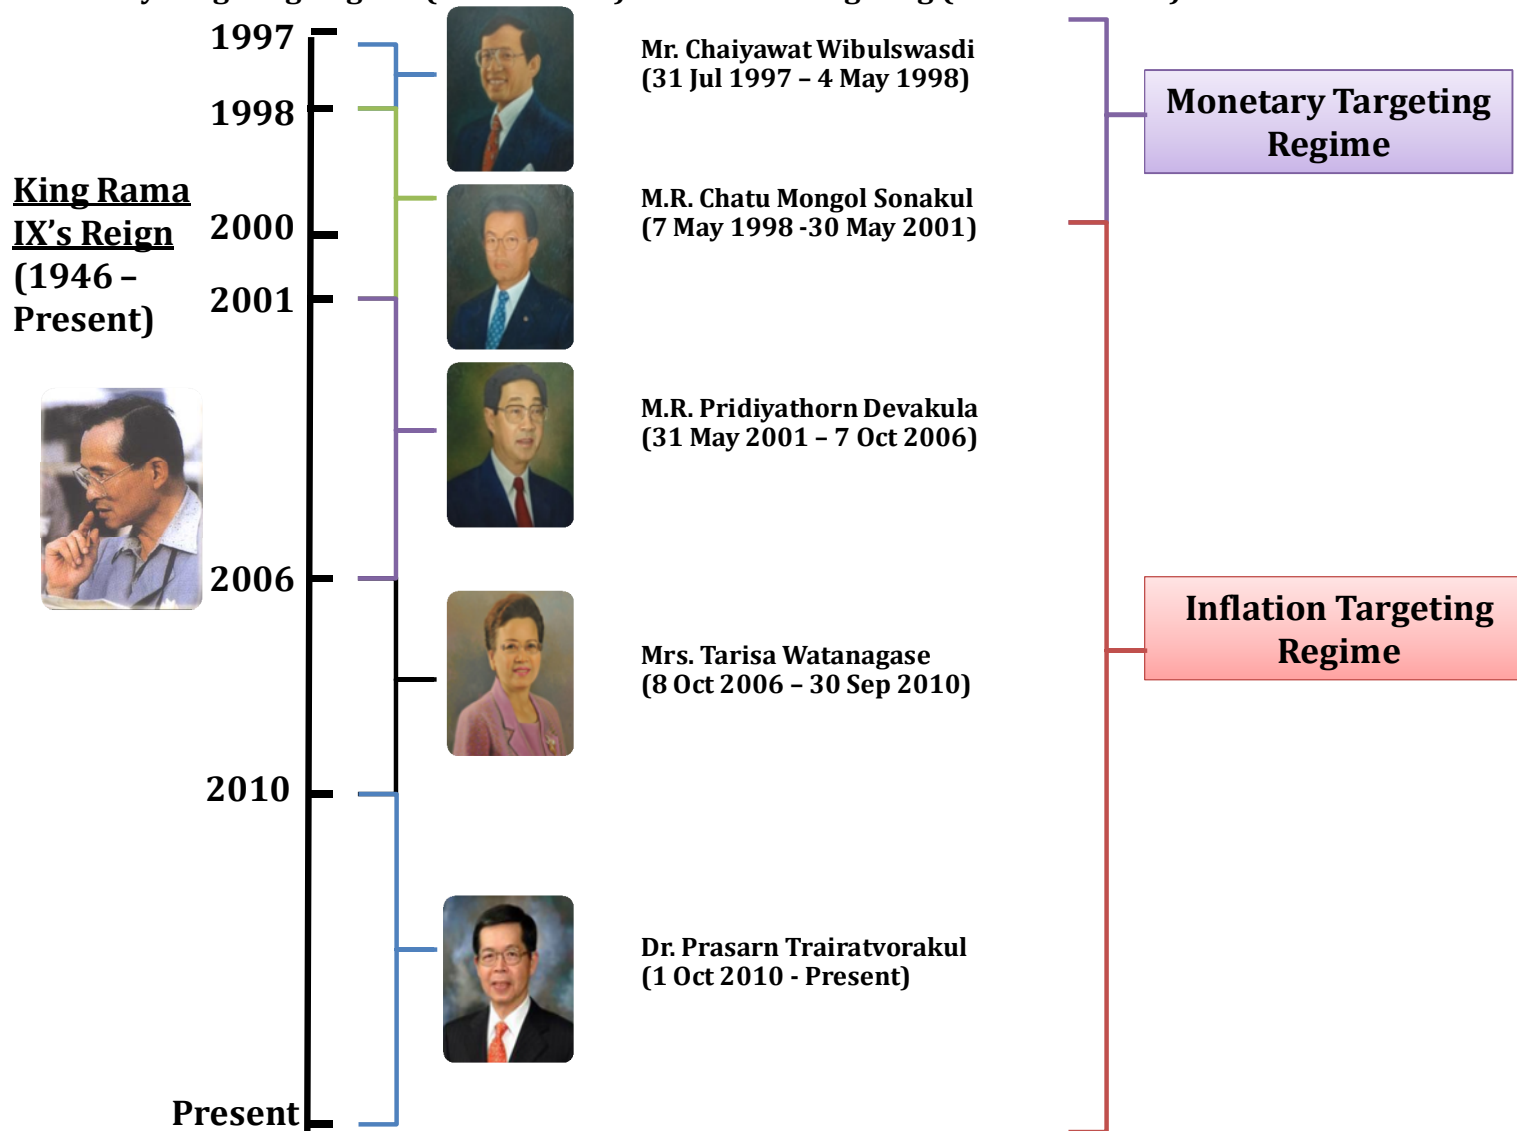 1997
Mr. Chaiyawat Wibulswasdi
(31 Jul 1997 – 4 May 1998)
Monetary Targeting
Regime
1998
King Rama
IX's Reign
(1946 –
Present)
M.R. Chatu Mongol Sonakul
(7 May 1998 -30 May 2001)
2000
2001
M.R. Pridiyathorn Devakula
(31 May 2001 – 7 Oct 2006)
2006
Inflation Targeting
Regime
Mrs. Tarisa Watanagase
(8 Oct 2006 – 30 Sep 2010)
2010
Dr. Prasarn Trairatvorakul
(1 Oct 2010 - Present)
Present